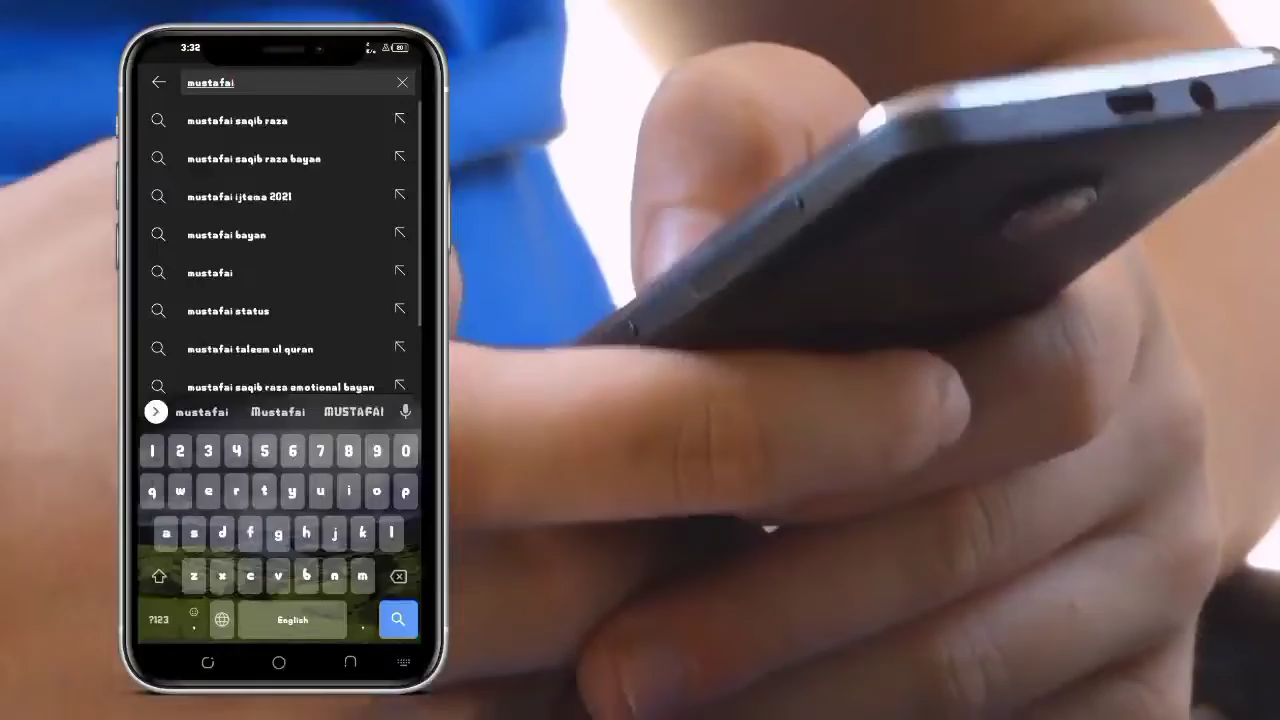 3:32
80
mustafai
mustafai saqib raza
mustafai saqib raza bayan
mustafai ijtema 2021
mustafai bayan
mustafai
mustafai status
mustafai taleem ul quran
mustafai saqib raza emotional bayan
mustafai Mustafai MUSTAFAI
1 2 3 4 5 6 7 8 9 0
q w e r t y u i o p
a s d f g h j k l
z x c v b n m
?123 , English .